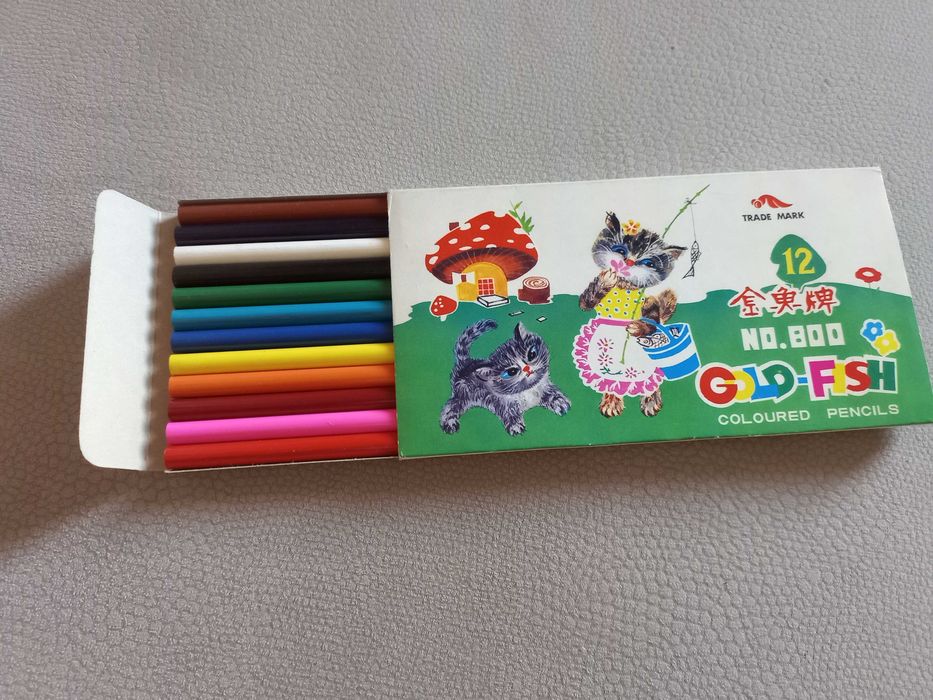 TRADE MARK
12
金鱼牌
NO.800
GOLD-FISH
COLOURED PENCILS